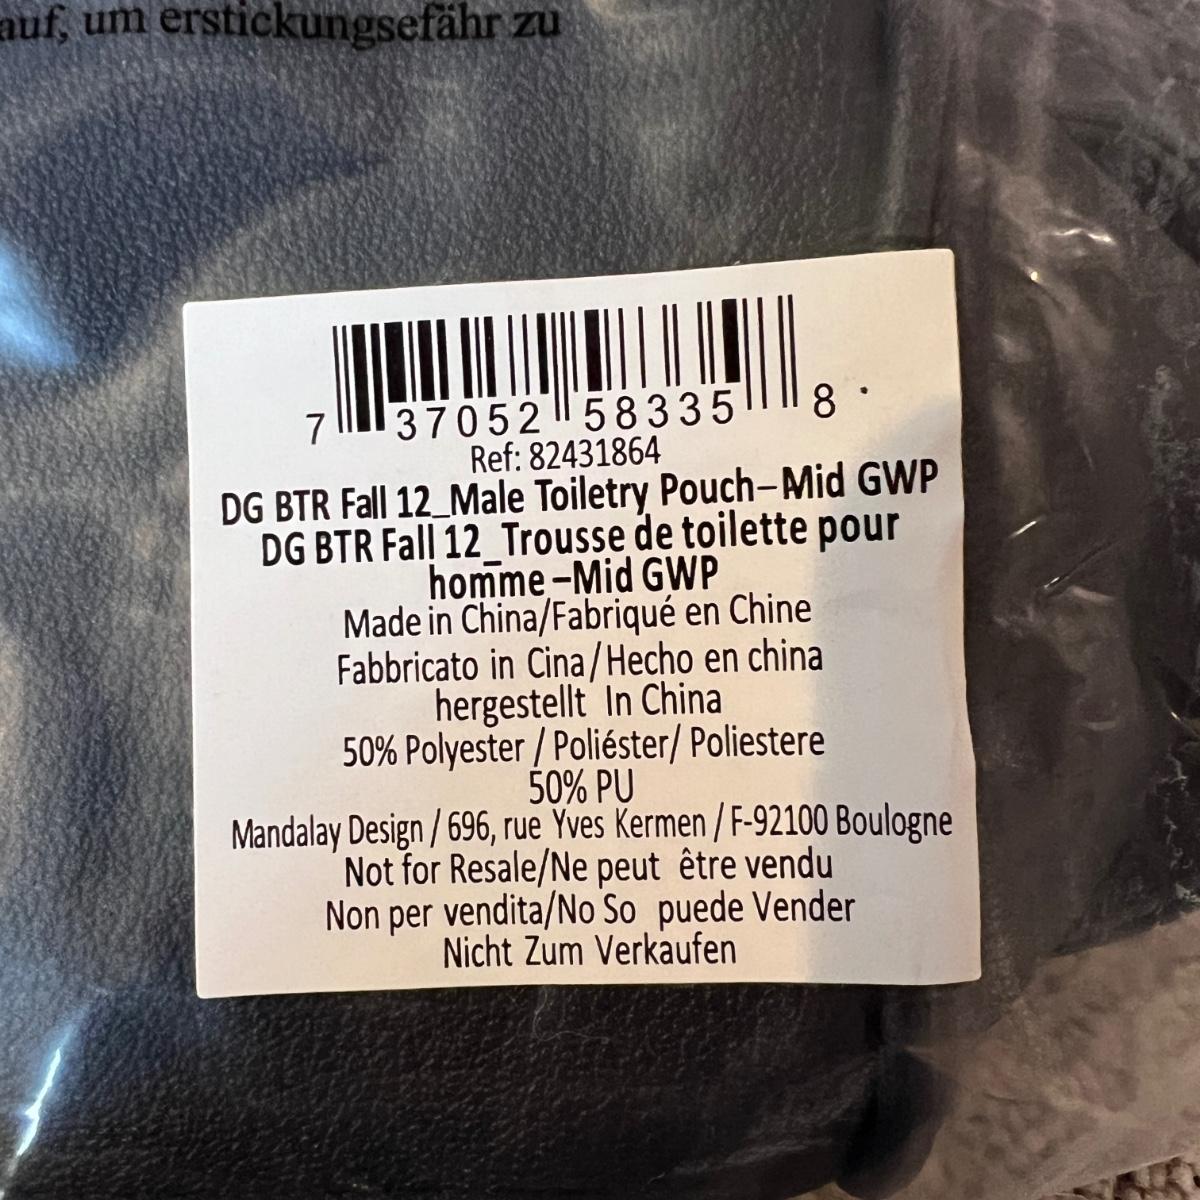 auf, um erstickungsefähr zu
7 37052 58335 8
Ref: 82431864
DG BTR Fall 12_Male Toiletry Pouch–Mid GWP
DG BTR Fall 12_Trousse de toilette pour
homme –Mid GWP
Made in China/Fabriqué en Chine
Fabbricato in Cina/Hecho en china
hergestellt In China
50% Polyester / Poliéster/ Poliestere
50% PU
Mandalay Design / 696, rue Yves Kermen / F-92100 Boulogne
Not for Resale/Ne peut être vendu
Non per vendita/No So puede Vender
Nicht Zum Verkaufen